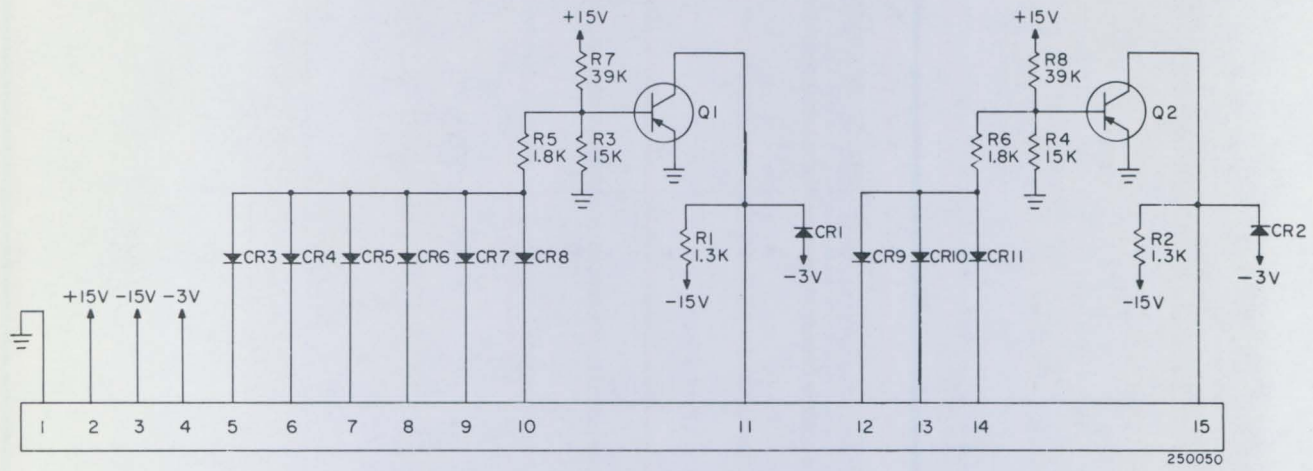 +15V
R7
39K
Q1
R5
1.8K
R3
15K
+15V
R8
39K
Q2
R6
1.8K
R4
15K
CR3
CR4
CR5
CR6
CR7
CR8
R1
1.3K
-15V
CR1
-3V
CR9
CR10
CR11
R2
1.3K
-15V
CR2
-3V
+15V -15V -3V
1 2 3 4 5 6 7 8 9 10 11 12 13 14 15
250050